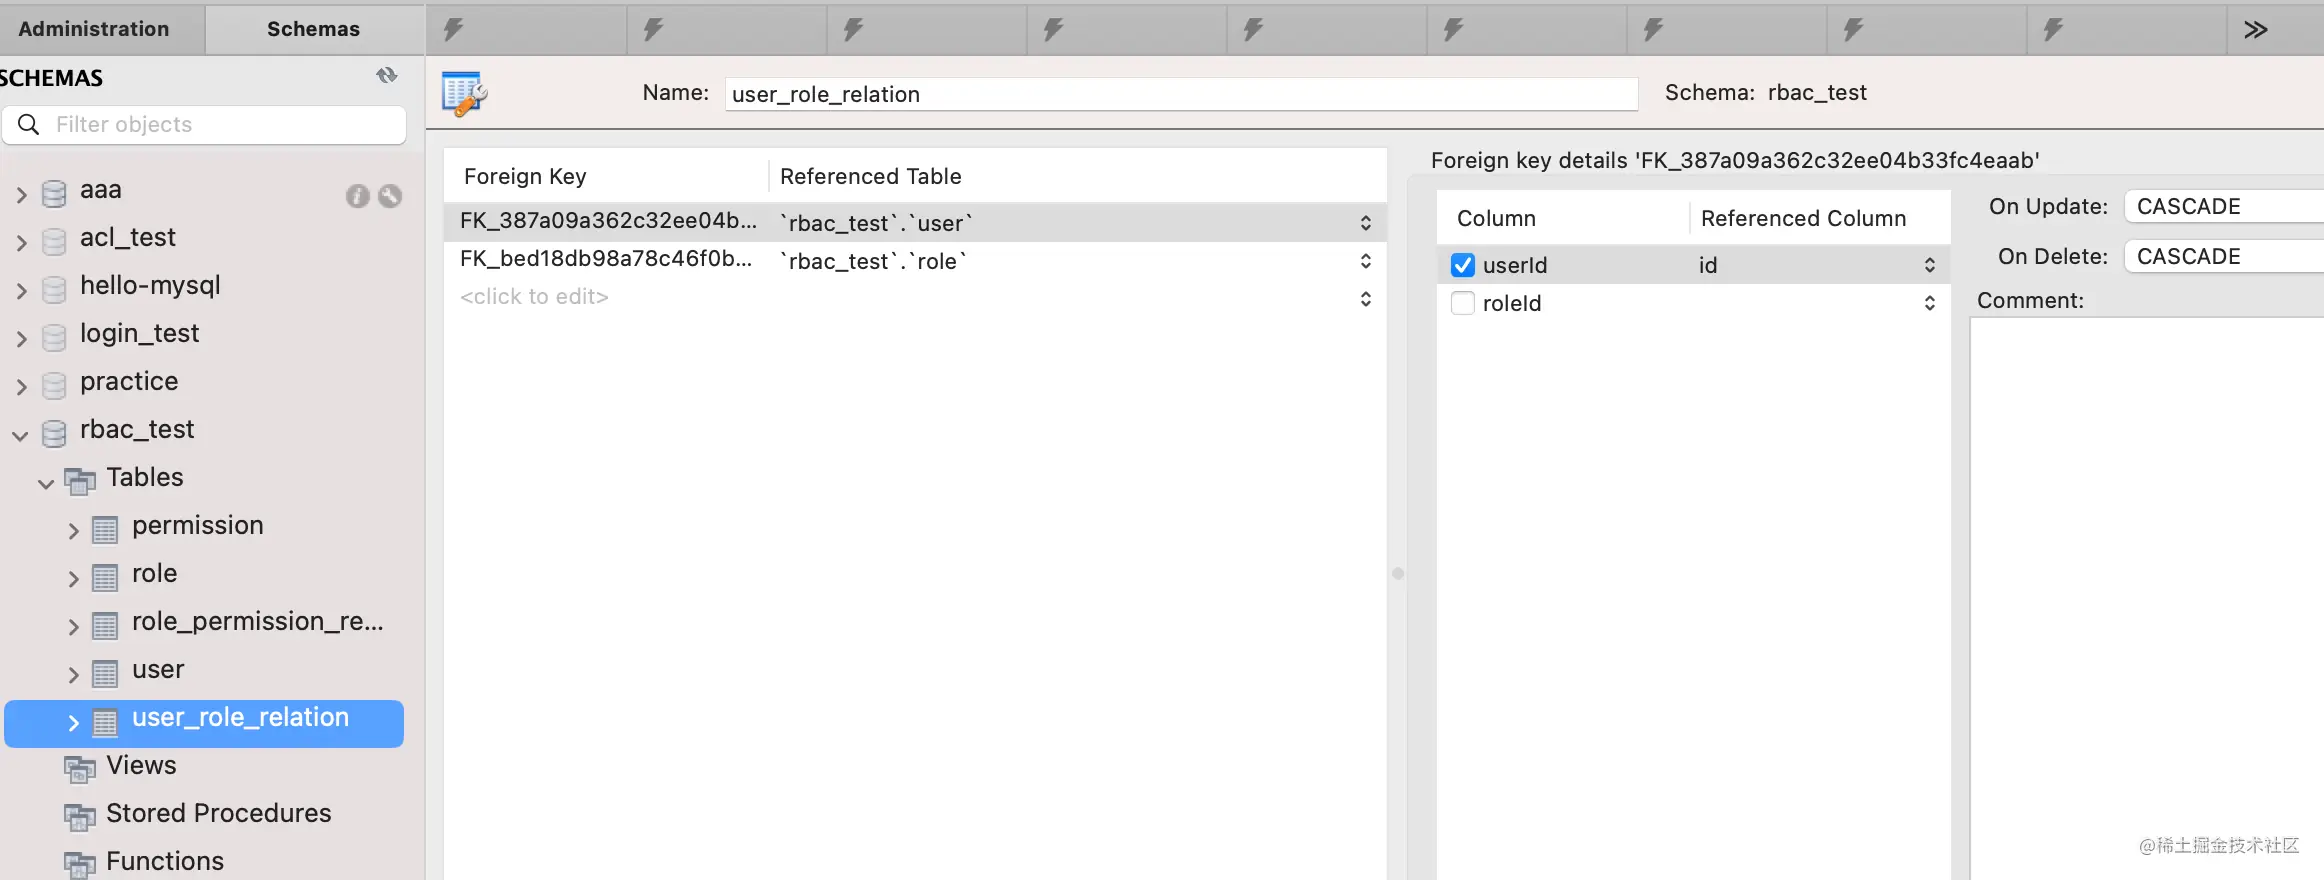 Administration
Schemas
SCHEMAS
Filter objects
aaa
acl_test
hello-mysql
login_test
practice
rbac_test
Tables
permission
role
role_permission_re...
user
user_role_relation
Views
Stored Procedures
Functions
Name: user_role_relation
Schema: rbac_test
Foreign Key Referenced Table
FK_387a09a362c32ee04b... `rbac_test`.`user`
FK_bed18db98a78c46f0b... `rbac_test`.`role`
<click to edit>
Foreign key details 'FK_387a09a362c32ee04b33fc4eaab'
Column Referenced Column
userId id
roleId
On Update: CASCADE
On Delete: CASCADE
Comment:
@稀土掘金技术社区